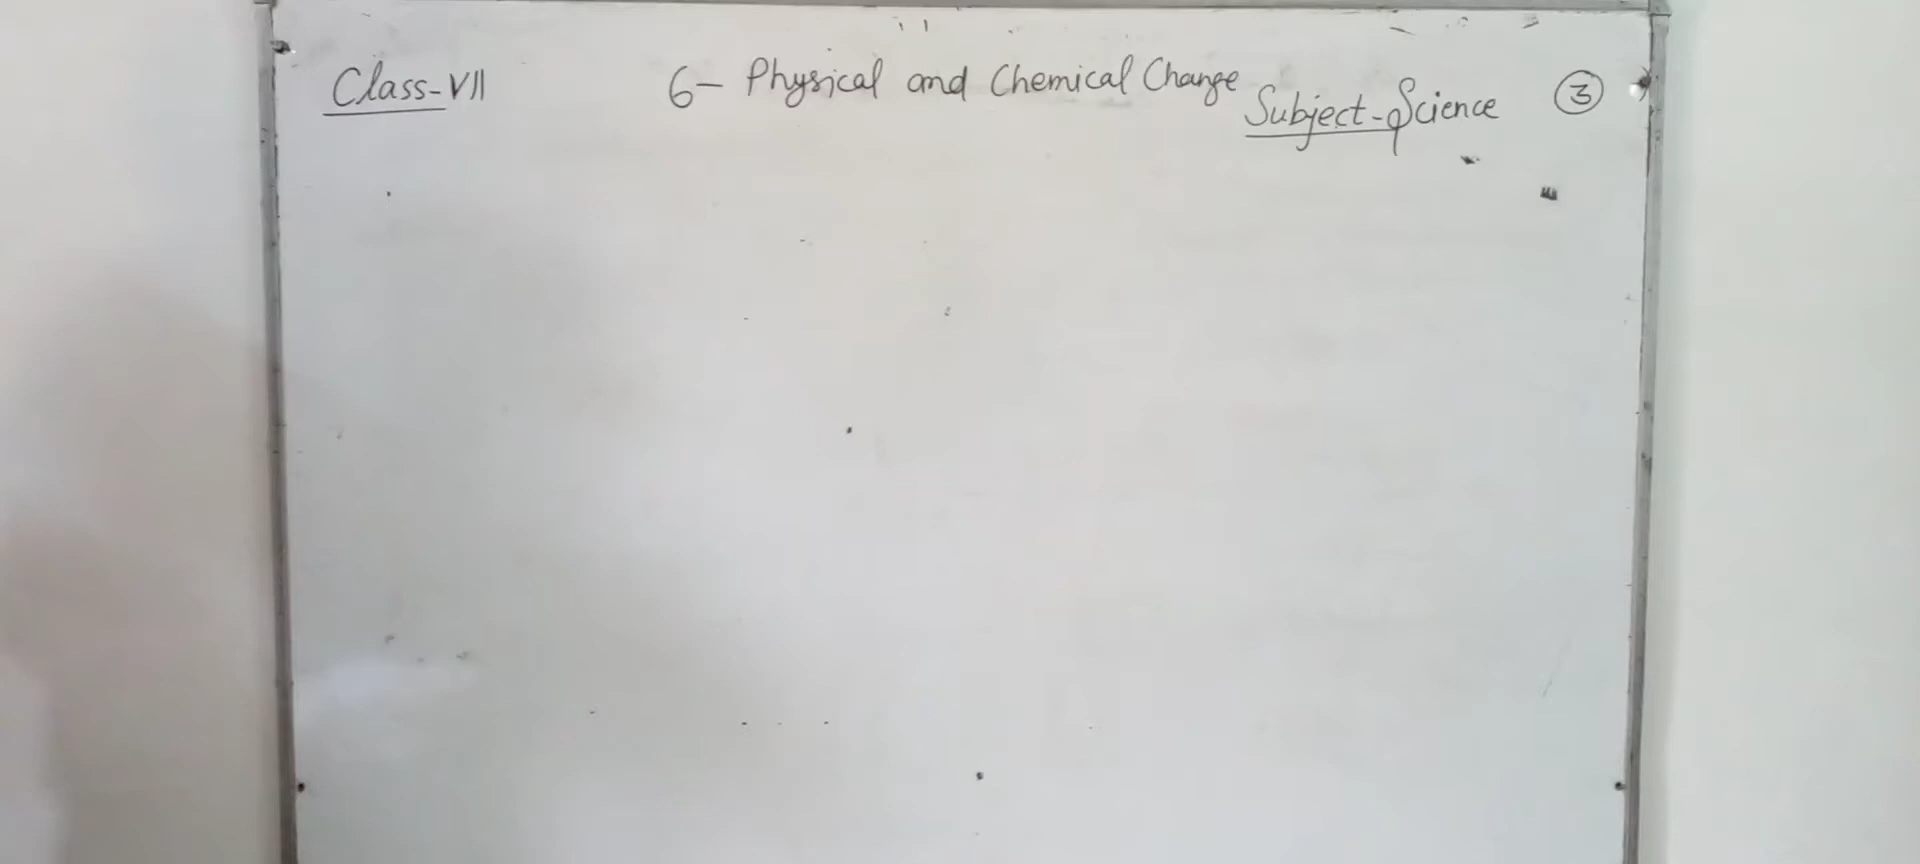 Class-VII 6- Physical and Chemical Change
Subject-Science 3